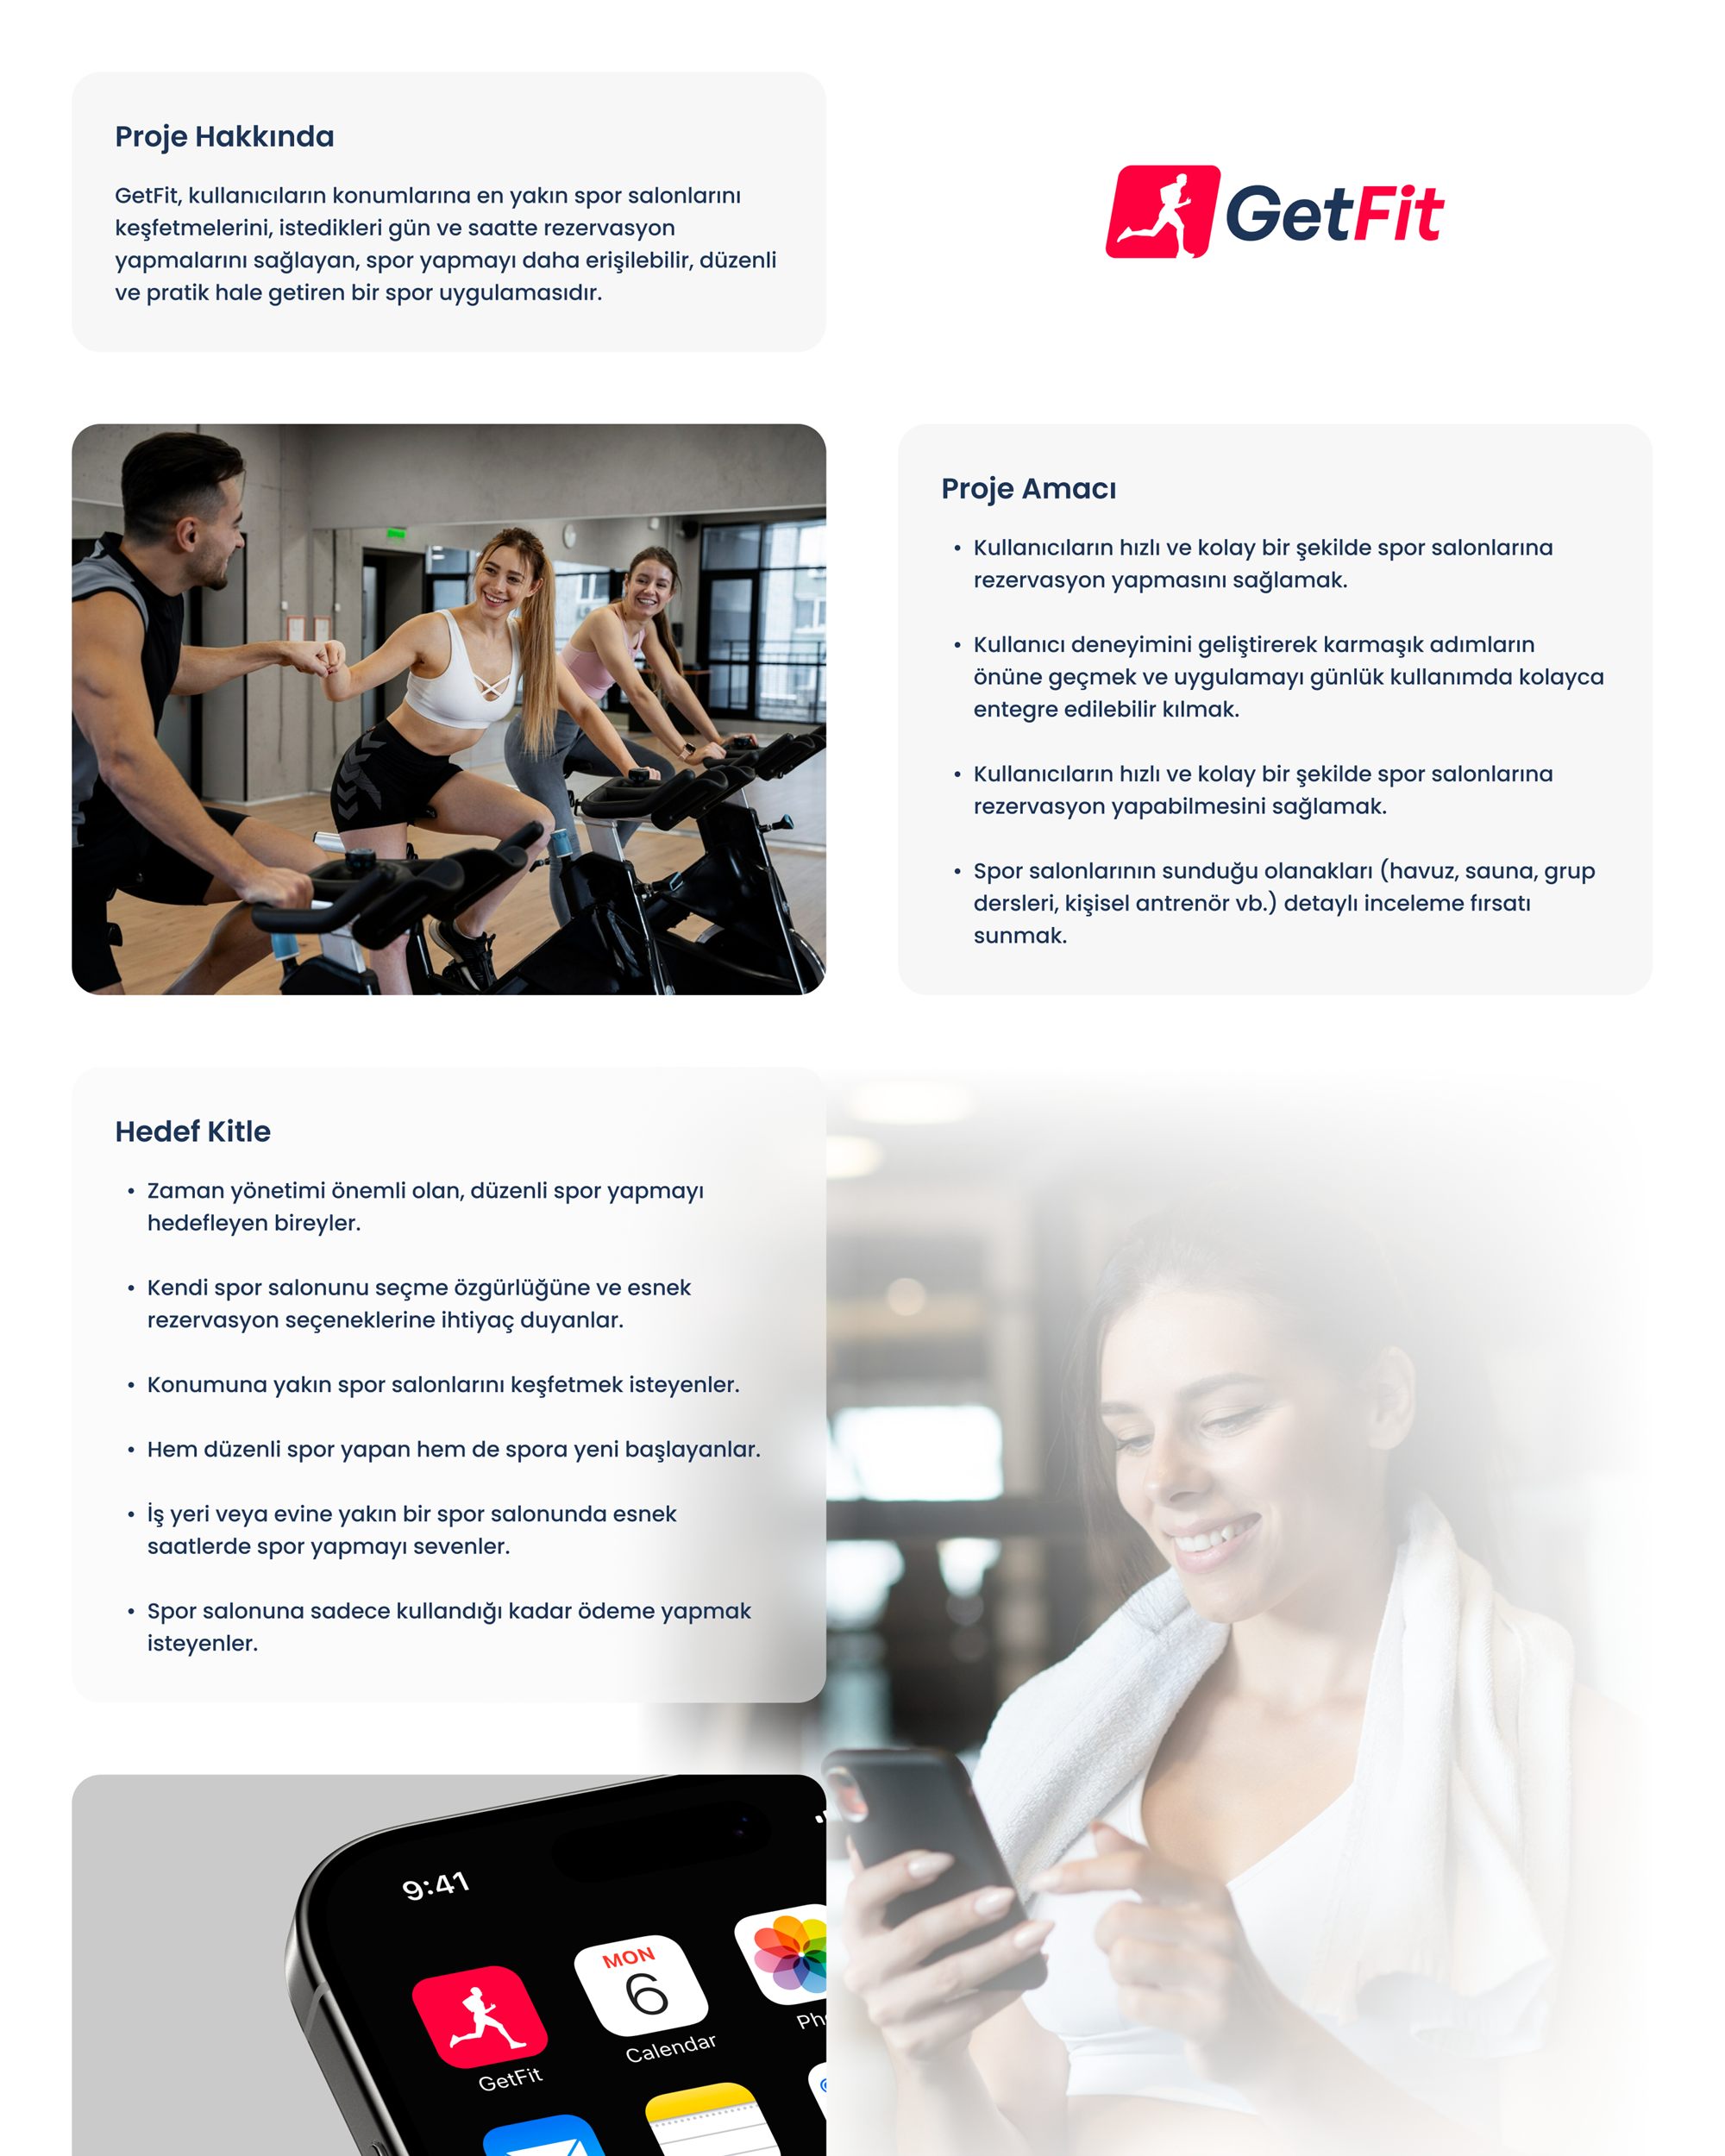 Proje Hakkında
GetFit, kullanıcıların konumlarına en yakın spor salonlarını
keşfetmelerini, istedikleri gün ve saatte rezervasyon
yapmalarını sağlayan, spor yapmayı daha erişilebilir, düzenli
ve pratik hale getiren bir spor uygulamasıdır.
GetFit
Proje Amacı
• Kullanıcıların hızlı ve kolay bir şekilde spor salonlarına
rezervasyon yapmasını sağlamak.
• Kullanıcı deneyimini geliştirerek karmaşık adımların
önüne geçmek ve uygulamayı günlük kullanımda kolayca
entegre edilebilir kılmak.
• Kullanıcıların hızlı ve kolay bir şekilde spor salonlarına
rezervasyon yapabilmesini sağlamak.
• Spor salonlarının sunduğu olanakları (havuz, sauna, grup
dersleri, kişisel antrenör vb.) detaylı inceleme fırsatı
sunmak.
Hedef Kitle
• Zaman yönetimi önemli olan, düzenli spor yapmayı
hedefleyen bireyler.
• Kendi spor salonunu seçme özgürlüğüne ve esnek
rezervasyon seçeneklerine ihtiyaç duyanlar.
• Konumuna yakın spor salonlarını keşfetmek isteyenler.
• Hem düzenli spor yapan hem de spora yeni başlayanlar.
• İş yeri veya evine yakın bir spor salonunda esnek
saatlerde spor yapmayı sevenler.
• Spor salonuna sadece kullandığı kadar ödeme yapmak
isteyenler.
9:41
MON
6
GetFit
Calendar
Pho